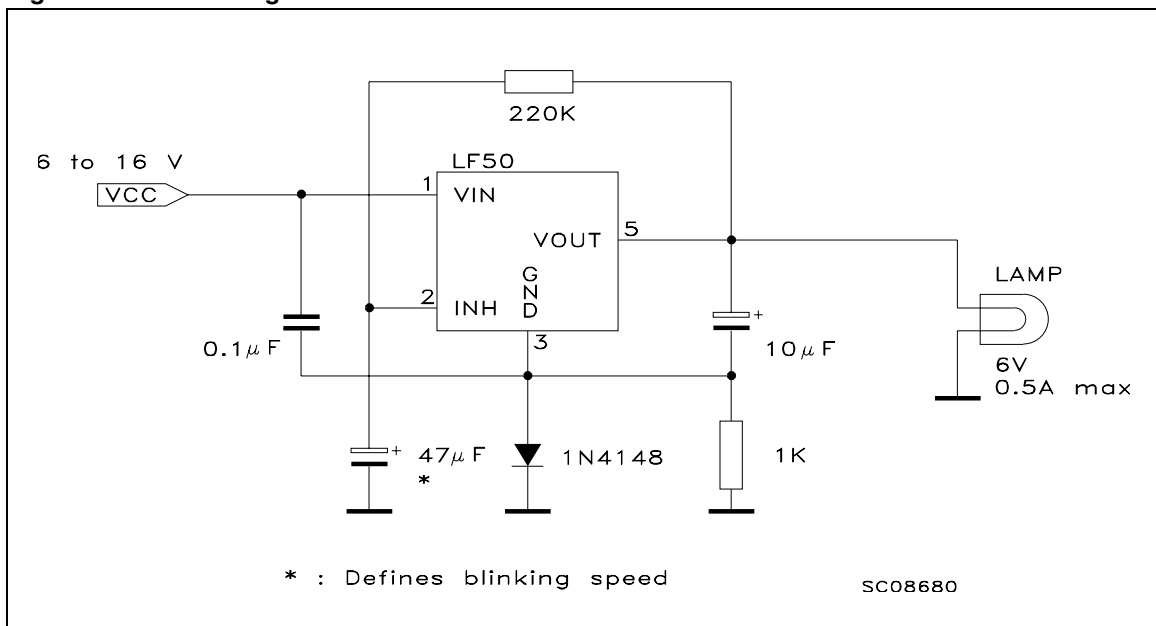 220K
6 to 16 V
LF50
VCC
1
VIN
VOUT
5
2
INH
GND
3
0.1μF
10μF
LAMP
6V
0.5A max
47μF
*
1N4148
1K
* : Defines blinking speed
SC08680